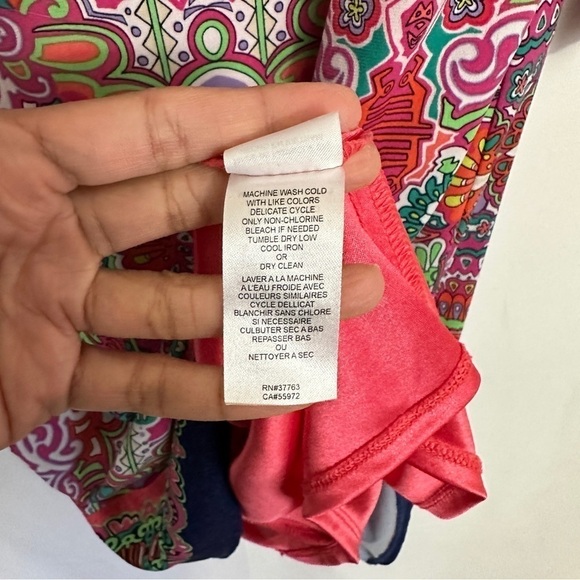 MACHINE WASH COLD
WITH LIKE COLORS
DELICATE CYCLE
ONLY NON-CHLORINE
BLEACH IF NEEDED
TUMBLE DRY LOW
COOL IRON
OR
DRY CLEAN
LAVER A LA MACHINE
A L'EAU FROIDE AVEC
COULEURS SIMILAIRES
CYCLE DELLICAT
BLANCHIR SANS CHLORE
SI NECESSAIRE
CULBUTER SEC A BAS
REPASSER BAS
OU
NETTOYER A SEC
RN#37763
CA#55972